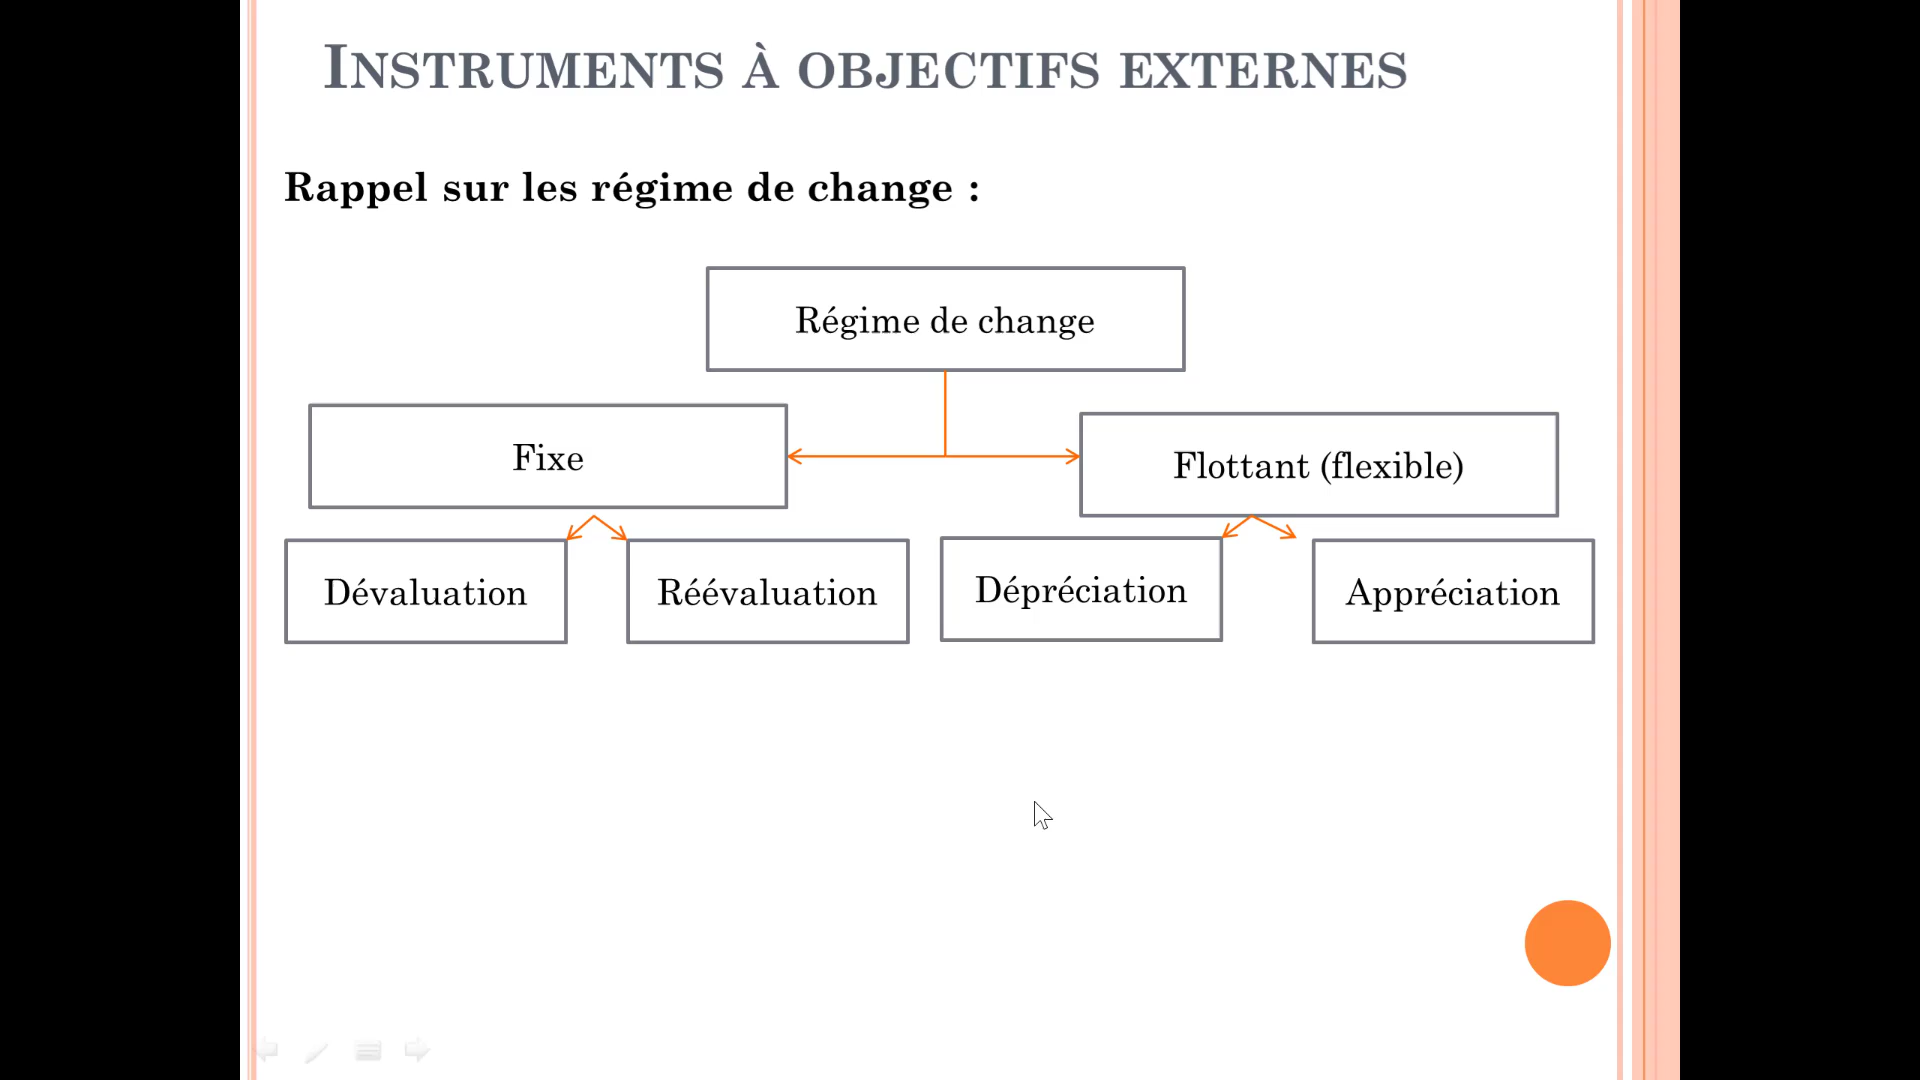 INSTRUMENTS À OBJECTIFS EXTERNES
Rappel sur les régime de change :
Régime de change
Fixe
Flottant (flexible)
Dévaluation
Réévaluation
Dépréciation
Appréciation